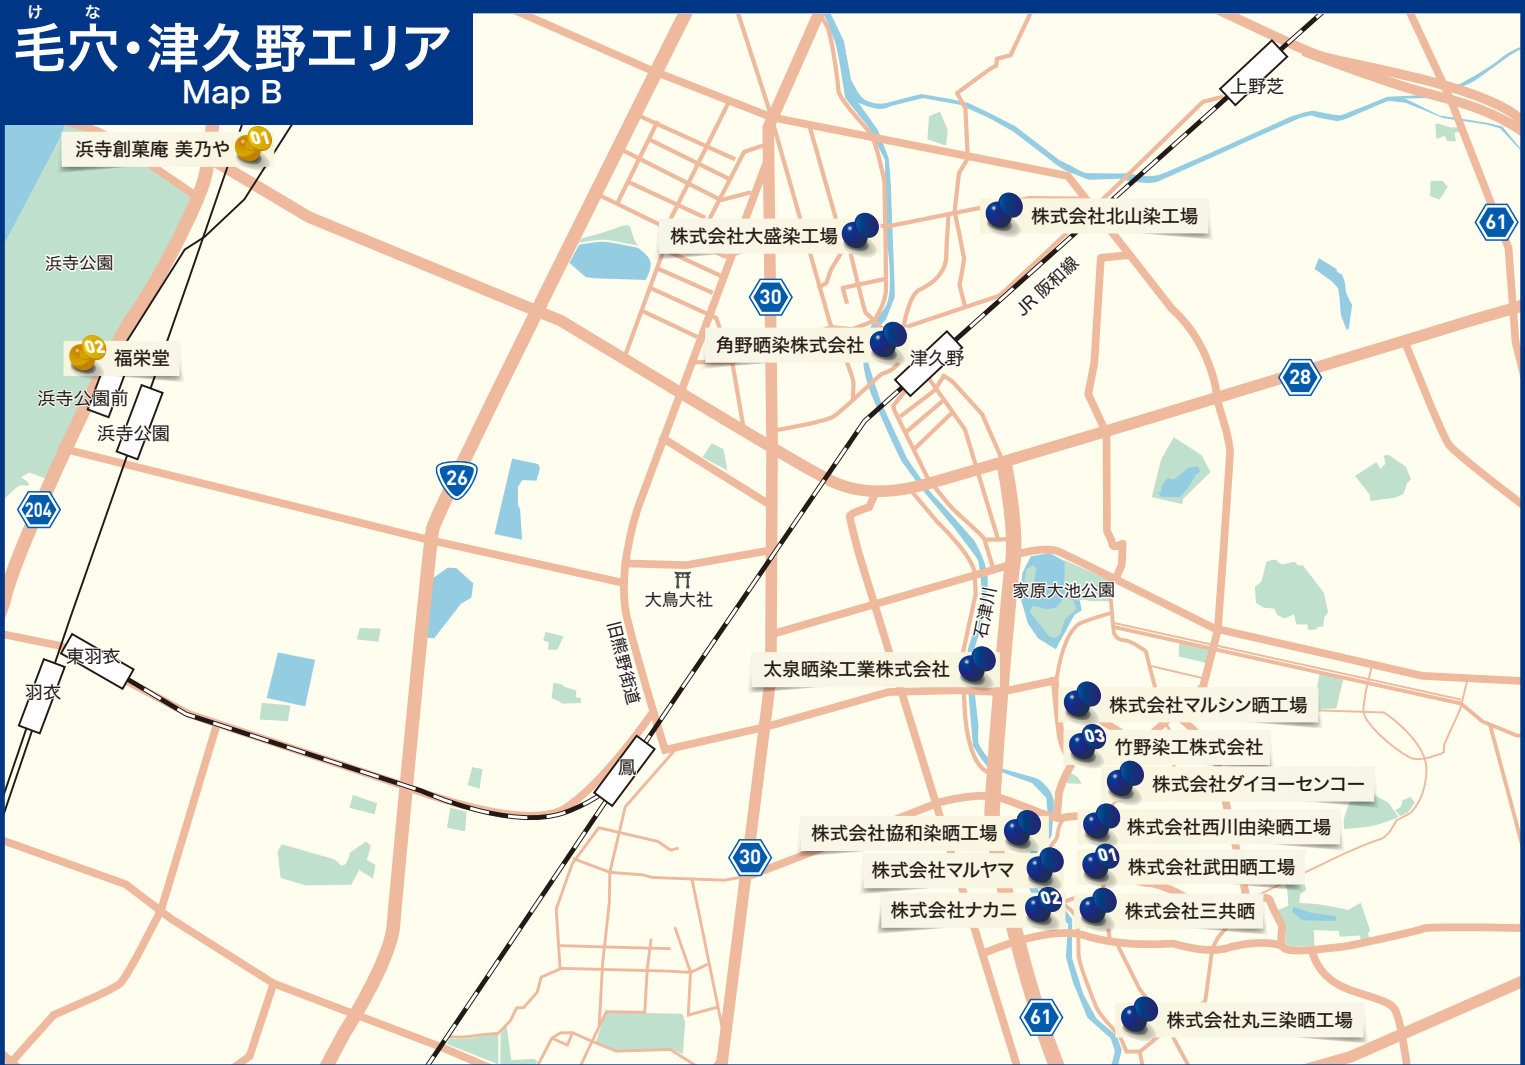 けな
毛穴・津久野エリア
Map B
上野芝
01
浜寺創菓庵 美乃や
株式会社北山染工場
61
株式会社大盛染工場
浜寺公園
JR 阪和線
30
角野晒染株式会社
津久野
02
福栄堂
28
浜寺公園前
浜寺公園
26
204
大鳥大社
家原大池公園
石津川
旧熊野街道
東羽衣
羽衣
太泉晒染工業株式会社
株式会社マルシン晒工場
03
竹野染工株式会社
鳳
株式会社ダイヨーセンコー
株式会社協和染晒工場
株式会社西川由染晒工場
30
株式会社マルヤマ
01
株式会社武田晒工場
02
株式会社ナカニ
株式会社三共晒
61
株式会社丸三染晒工場